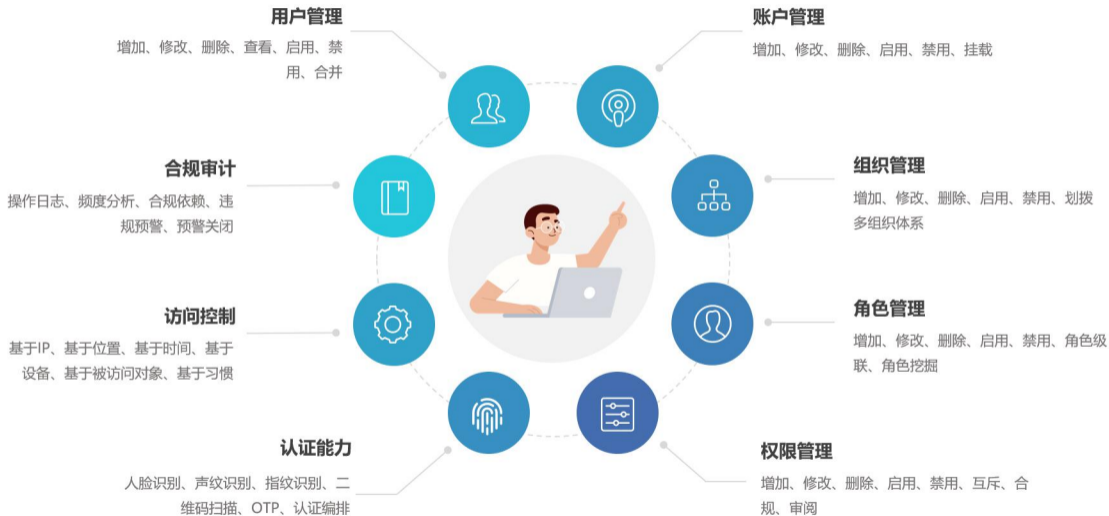 用户管理
增加、修改、删除、查看、启用、禁
用、合并
账户管理
增加、修改、删除、启用、禁用、挂载
合规审计
操作日志、频度分析、合规依赖、违
规预警、预警关闭
组织管理
增加、修改、删除、启用、禁用、划拨
多组织体系
访问控制
基于IP、基于位置、基于时间、基于
设备、基于被访问对象、基于习惯
角色管理
增加、修改、删除、启用、禁用、角色级
联、角色挖掘
认证能力
人脸识别、声纹识别、指纹识别、二
维码扫描、OTP、认证编排
权限管理
增加、修改、删除、启用、禁用、互斥、合
规、审阅